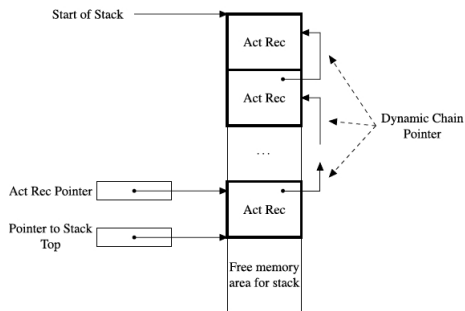 Start of Stack
Act Rec
Act Rec
Dynamic Chain
Pointer
. . .
Act Rec Pointer
Act Rec
Pointer to Stack
Top
Free memory
area for stack